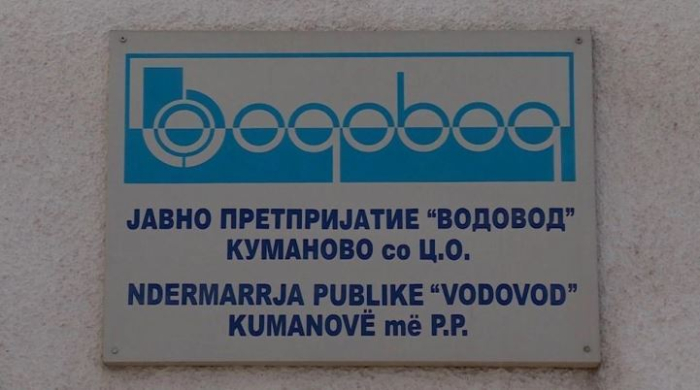 водовод
ЈАВНО ПРЕТПРИЈАТИЕ "ВОДОВОД"
КУМАНОВО со Ц.О.
NDERMARRJA PUBLIKE "VODOVOD"
KUMANOVË më P.P.